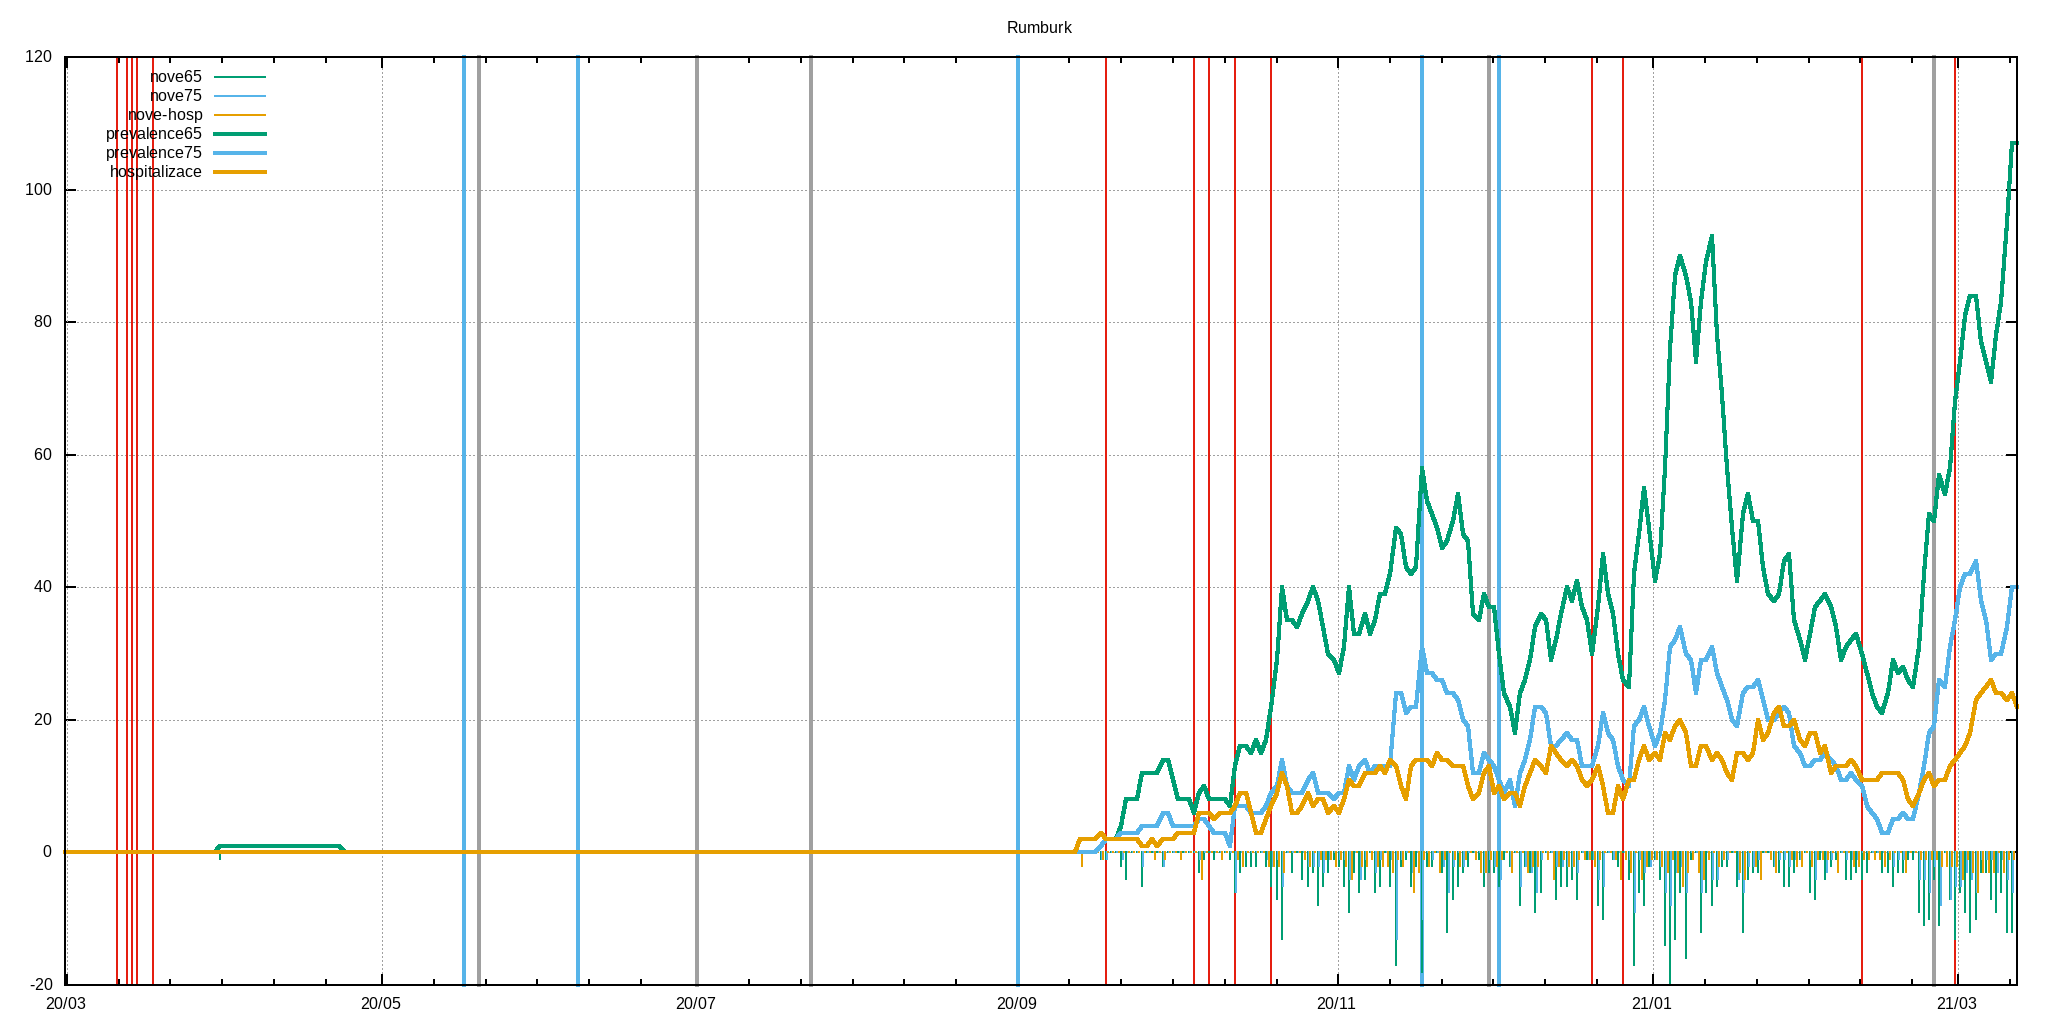 Rumburk
120
nove65
nove75
nove-hosp
prevalence65
prevalence75
hospitalizace
100
80
60
40
20
0
-20
20/03 20/05 20/07 20/09 20/11 21/01 21/03